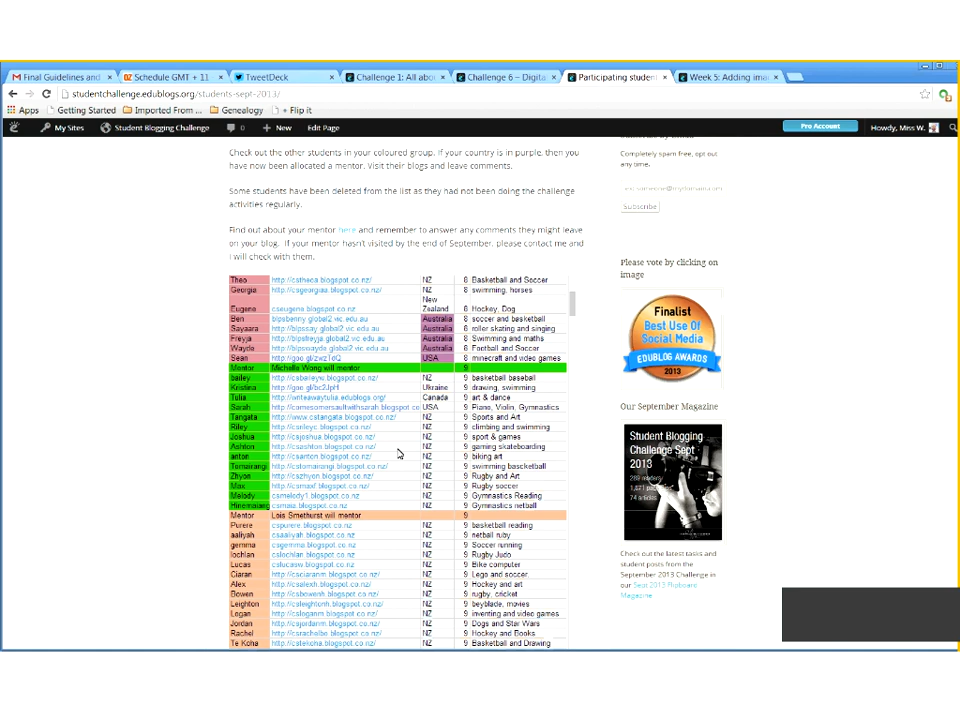 Final Guidelines and
Schedule GMT + 11
TweetDeck
Challenge 1: All abo
Challenge 6 – Digita
Participating studen
Week 5: Adding ima
studentchallenge.edublogs.org/students-sept-2013/
Apps Getting Started Imported From ... Genealogy + Flip it
My Sites Student Blogging Challenge 0 + New Edit Page Pro Account Howdy, Miss W.
Check out the other students in your coloured group. If your country is in purple, then you
have now been allocated a mentor. Visit their blogs and leave comments.
Some students have been deleted from the list as they had not been doing the challenge
activities regularly.
Find out about your mentor here and remember to answer any comments they might leave
on your blog. If your mentor hasn't visited by the end of September, please contact me and
I will check with them.
Theo http://cstheoa.blogspot.co.nz/ NZ 8 Basketball and Soccer
Georgia http://csgeorgiaa.blogspot.co.nz/ NZ 8 swimming, horses
New
Eugene cseugene.blogspot.co.nz Zealand 8 Hockey, Dog
Ben blpsbenny.global2.vic.edu.au Australia 8 soccer and basketball
Sayaara http://blpssay.global2.vic.edu.au Australia 8 roller skating and singing
Freyja http://blpsfreyja.global2.vic.edu.au Australia 8 Swimming and maths
Wayde http://blpswayde.global2.vic.edu.au Australia 8 Football and Soccer
Sean USA 8 minecraft and video games
Mentor Michelle Wong will mentor 9
bailey http://csbaileyw.blogspot.co.nz/ NZ 9 basketball baseball
Kristina Ukraine 9 drawing, swimming
Tulia http://writeawaytulia.edublogs.org/ Canada 9 art & dance
Sarah http://comesomersaultwithsarah.blogspot.co USA 9 Piano, Violin, Gymnastics
Tangata http://www.cstangata.blogspot.co.nz/ NZ 9 Sports and Art
Riley http://csrileyc.blogspot.co.nz/ NZ 9 climbing and swimming
Joshua http://csjoshua.blogspot.co.nz/ NZ 9 sport & games
Ashton http://csashton.blogspot.co.nz/ NZ 9 gaming skateboarding
anton http://csanton.blogspot.co.nz/ NZ 9 biking art
Temairangi http://cstemairangi.blogspot.co.nz/ NZ 9 swimming bascketball
Zhyon http://cszhyon.blogspot.co.nz/ NZ 9 Rugby and Art
Max http://csmaxf.blogspot.co.nz/ NZ 9 Rugby soccer
Melody csmelody1.blogspot.co.nz NZ 9 Gymnastics Reading
Hinemaurea csmaia.blogspot.co.nz NZ 9 Gymnastics netball
Mentor Lois Smethurst will mentor 9
Purere cspurere.blogspot.co.nz NZ 9 basketball reading
aaliyah csaaliyah.blogspot.co.nz NZ 9 netball ruby
gemma csgemma.blogspot.co.nz NZ 9 Soccer running
lochlan cslochlan.blogspot.co.nz NZ 9 Rugby Judo
Lucas cslucasw.blogspot.co.nz NZ 9 Bike computer
Ciaran http://csciaranm.blogspot.co.nz/ NZ 9 Lego and soccer.
Alex http://csalexh.blogspot.co.nz/ NZ 9 Hockey and art
Bowen http://csbowenh.blogspot.co.nz/ NZ 9 rugby, cricket
Leighton http://csleightonh.blogspot.co.nz/ NZ 9 beyblade, movies
Logan http://csloganm.blogspot.co.nz/ NZ 9 inventing and video games
Jordan http://csjordanm.blogspot.co.nz/ NZ 9 Dogs and Star Wars
Rachel http://csrachelbe.blogspot.co.nz/ NZ 9 Hockey and Books
Te Koha http://cstekoha.blogspot.co.nz/ NZ 9 Basketball and Drawing
Completely spam free, opt out
any time.
Subscribe
Please vote by clicking on
image
Finalist
Best Use Of
Social Media
EDUBLOG AWARDS
2013
Our September Magazine
Student Blogging
Challenge Sept
2013
74 articles
Check out the latest tasks and
student posts from the
September 2013 Challenge in
our Sept 2013 Flipboard
Magazine